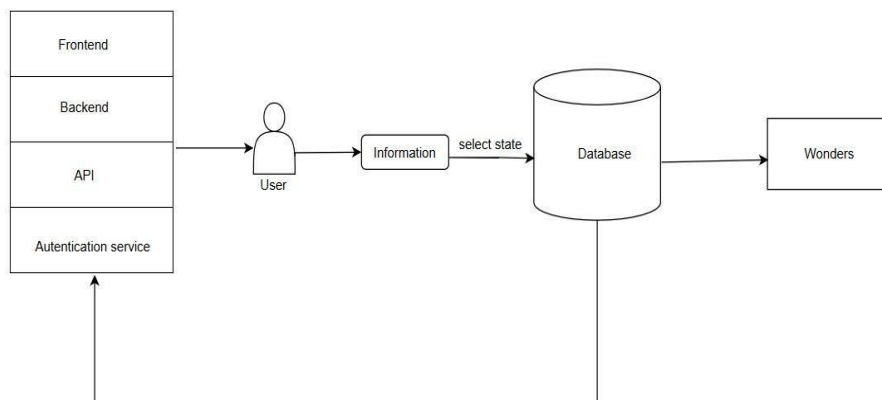 Frontend
Backend
API
Autentication service
User
Information
select state
Database
Wonders